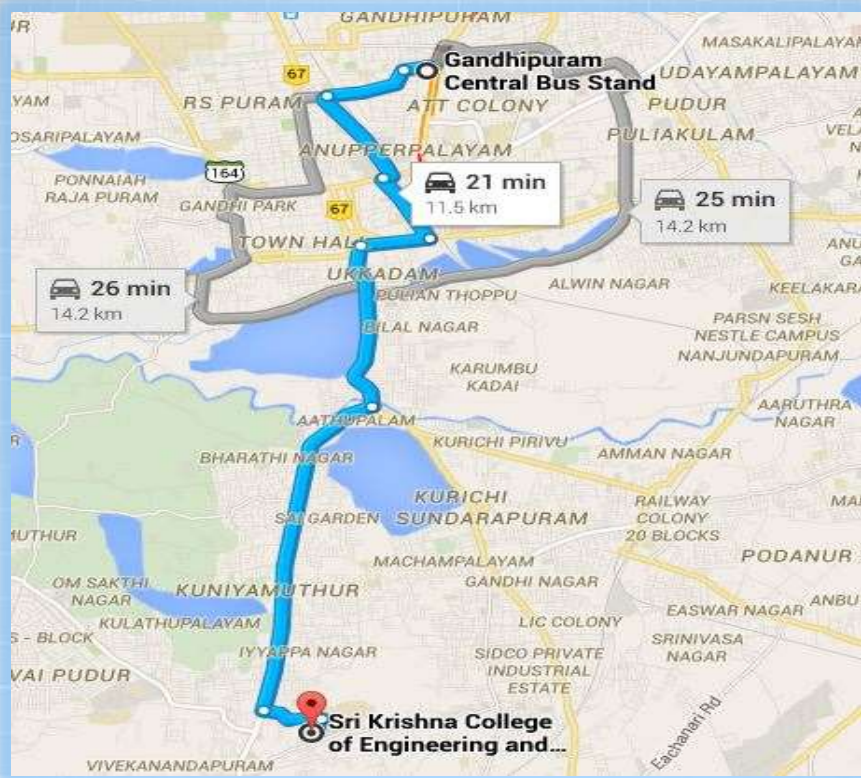 GANDHIPURAM
MASAKALIPALAYAM
Gandhipuram
Central Bus Stand
67
UDAYAMPALAYAM
RS PURAM
ATT COLONY
PUDUR
PULIAKULAM
OSARIPALAYAM
ANUPPERPALAYAM
164
PONNAIAH
RAJA PURAM
21 min
11.5 km
25 min
14.2 km
GANDHI PARK
67
TOWN HALL
UKKADAM
26 min
14.2 km
PULIAN THOPPU
ALWIN NAGAR
KEELAKARA
BILAL NAGAR
PARSN SESH
NESTLE CAMPUS
NANJUNDAPURAM
KARUMBU
KADAI
AARUTHRA
NAGAR
AATHUPALAM
KURICHI PIRIVU
BHARATHI NAGAR
AMMAN NAGAR
KURICHI
SUNDARAPURAM
SAI GARDEN
RAILWAY
COLONY
20 BLOCKS
MUTHUR
MACHAMPALAYAM
PODANUR
OM SAKTHI
NAGAR
KUNIYAMUTHUR
GANDHI NAGAR
ANBU
KULATHUPALAYAM
LIC COLONY
EASWAR NAGAR
S - BLOCK
IYYAPPA NAGAR
SIDCO PRIVATE
INDUSTRIAL
ESTATE
SRINIVASA
NAGAR
VAI PUDUR
Sri Krishna College
of Engineering and...
Eachanari Rd
VIVEKANANDAPURAM